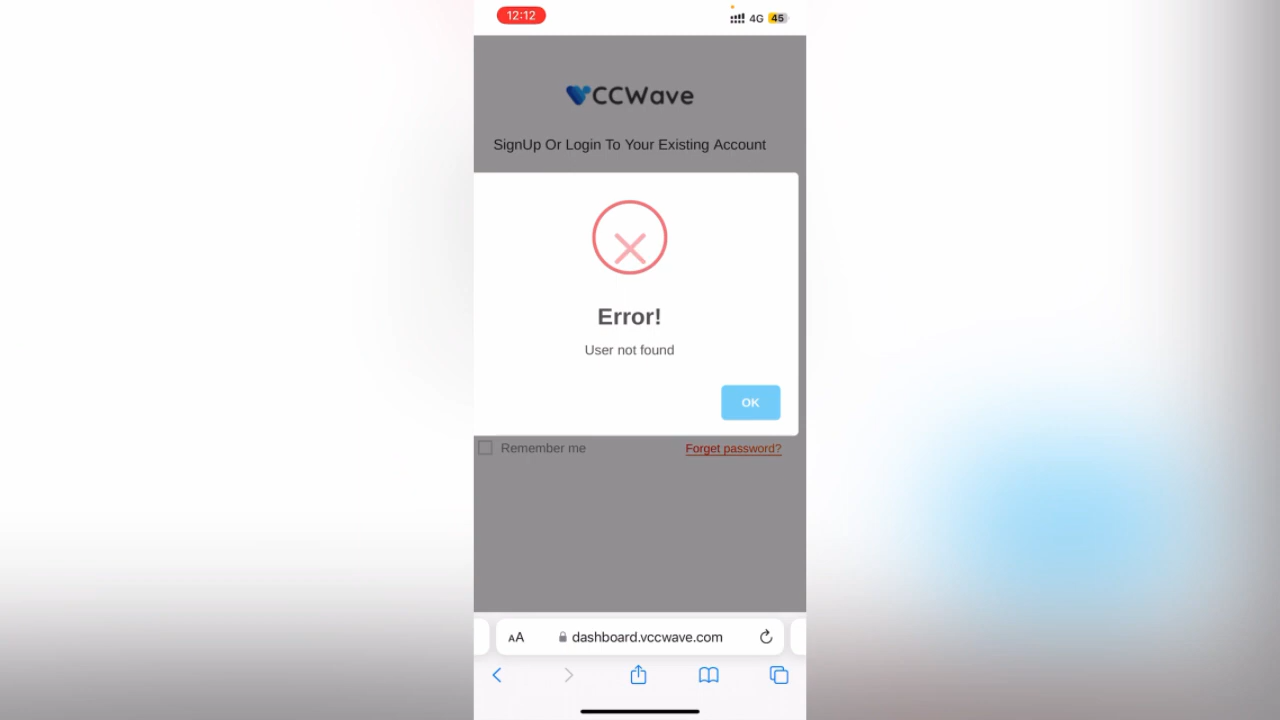 12:12
4G 45
CCWave
SignUp Or Login To Your Existing Account
Error!
User not found
OK
Remember me
Forget password?
AA
dashboard.vccwave.com